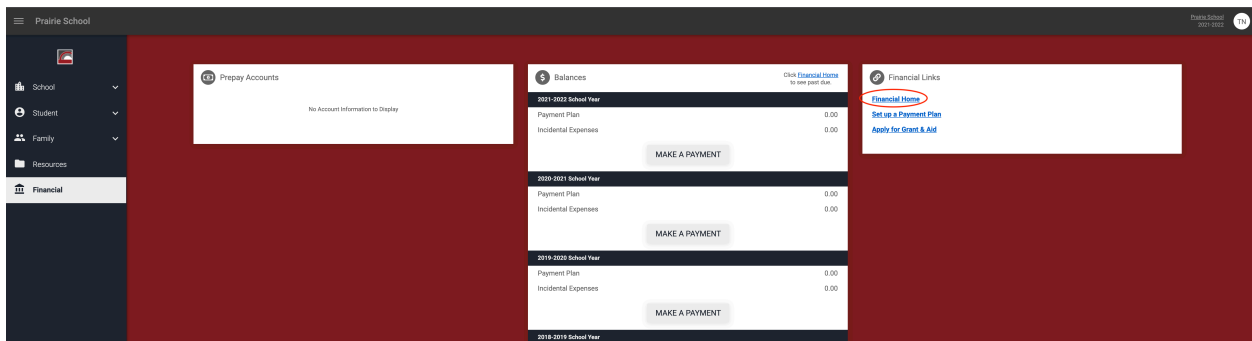 Prairie School
Prairie School
2021-2022
TN
School
Student
Family
Resources
Financial
Prepay Accounts
No Account Information to Display
Balances
Click Financial Home
to see past due.
2021-2022 School Year
Payment Plan 0.00
Incidental Expenses 0.00
MAKE A PAYMENT
2020-2021 School Year
Payment Plan 0.00
Incidental Expenses 0.00
MAKE A PAYMENT
2019-2020 School Year
Payment Plan 0.00
Incidental Expenses 0.00
MAKE A PAYMENT
2018-2019 School Year
Financial Links
Financial Home
Set up a Payment Plan
Apply for Grant & Aid